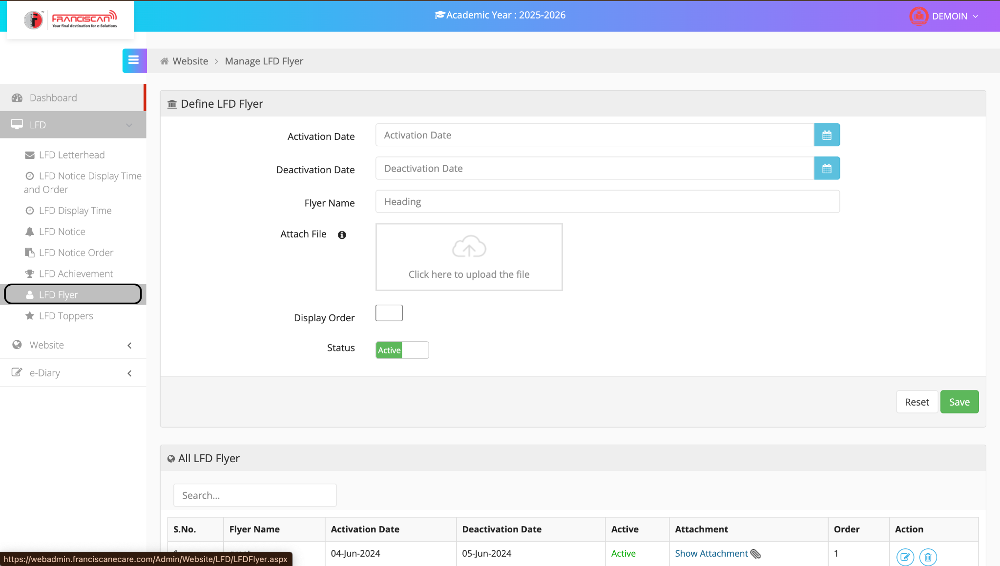 FRANCISCAN
Your final destination for e-Solutions
Academic Year : 2025-2026
DEMOIN
Website
Manage LFD Flyer
Dashboard
LFD
LFD Letterhead
LFD Notice Display Time
and Order
LFD Display Time
LFD Notice
LFD Notice Order
LFD Achievement
LFD Flyer
LFD Toppers
Website
e-Diary
Define LFD Flyer
Activation Date
Activation Date
Deactivation Date
Deactivation Date
Flyer Name
Heading
Attach File
Click here to upload the file
Display Order
Status
Active
Reset
Save
All LFD Flyer
Search...
S.No. Flyer Name Activation Date Deactivation Date Active Attachment Order Action
04-Jun-2024 05-Jun-2024 Active Show Attachment 1
https://webadmin.franciscanecare.com/Admin/Website/LFD/LFDFlyer.aspx